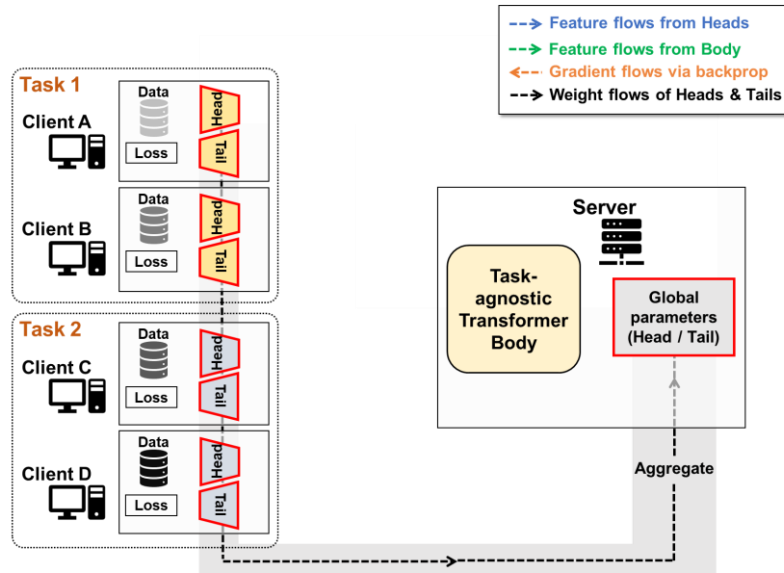 Feature flows from Heads
Feature flows from Body
Gradient flows via backprop
Weight flows of Heads & Tails
Task 1
Client A
Data
Loss
Head
Tail
Client B
Data
Loss
Head
Tail
Task 2
Client C
Data
Loss
Head
Tail
Client D
Data
Loss
Head
Tail
Server
Task-
agnostic
Transformer
Body
Global
parameters
(Head / Tail)
Aggregate